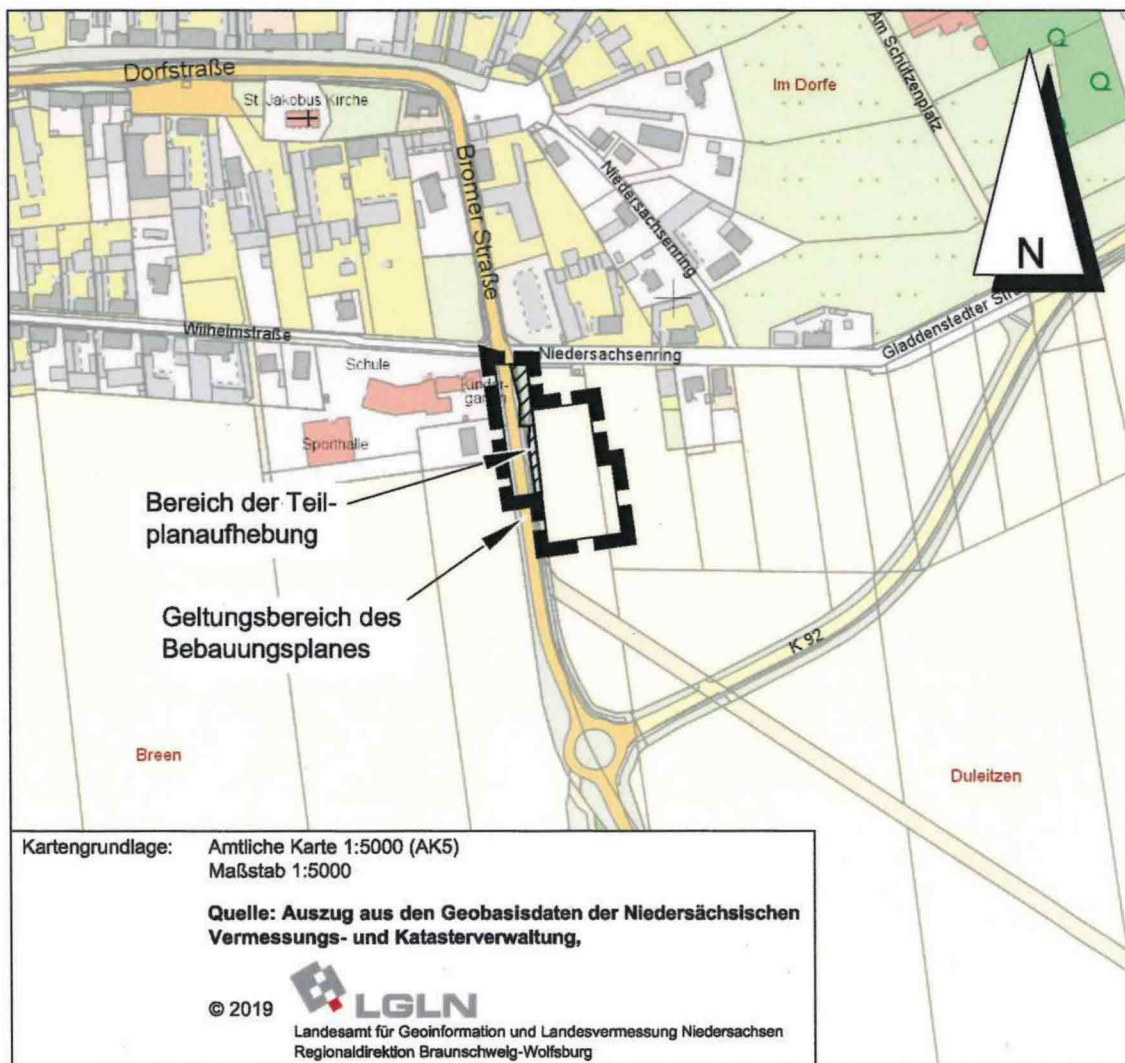 Dorfstraße
St. Jakobus Kirche
Bromer Straße
Niedersachsenring
Im Dorfe
Am Schützenplatz
Q
Q
N
Wilhelmstraße
Niedersachsenring
Gladdenstedter
Schule
Kinder-
garten
Sporthalle
Bereich der Teil-
planaufhebung
Geltungsbereich des
Bebauungsplanes
K 92
Breen
Duleitzen
Kartengrundlage: Amtliche Karte 1:5000 (AK5)
Maßstab 1:5000
Quelle: Auszug aus den Geobasisdaten der Niedersächsischen
Vermessungs- und Katasterverwaltung,
© 2019 LGLN
Landesamt für Geoinformation und Landesvermessung Niedersachsen
Regionaldirektion Braunschweig-Wolfsburg